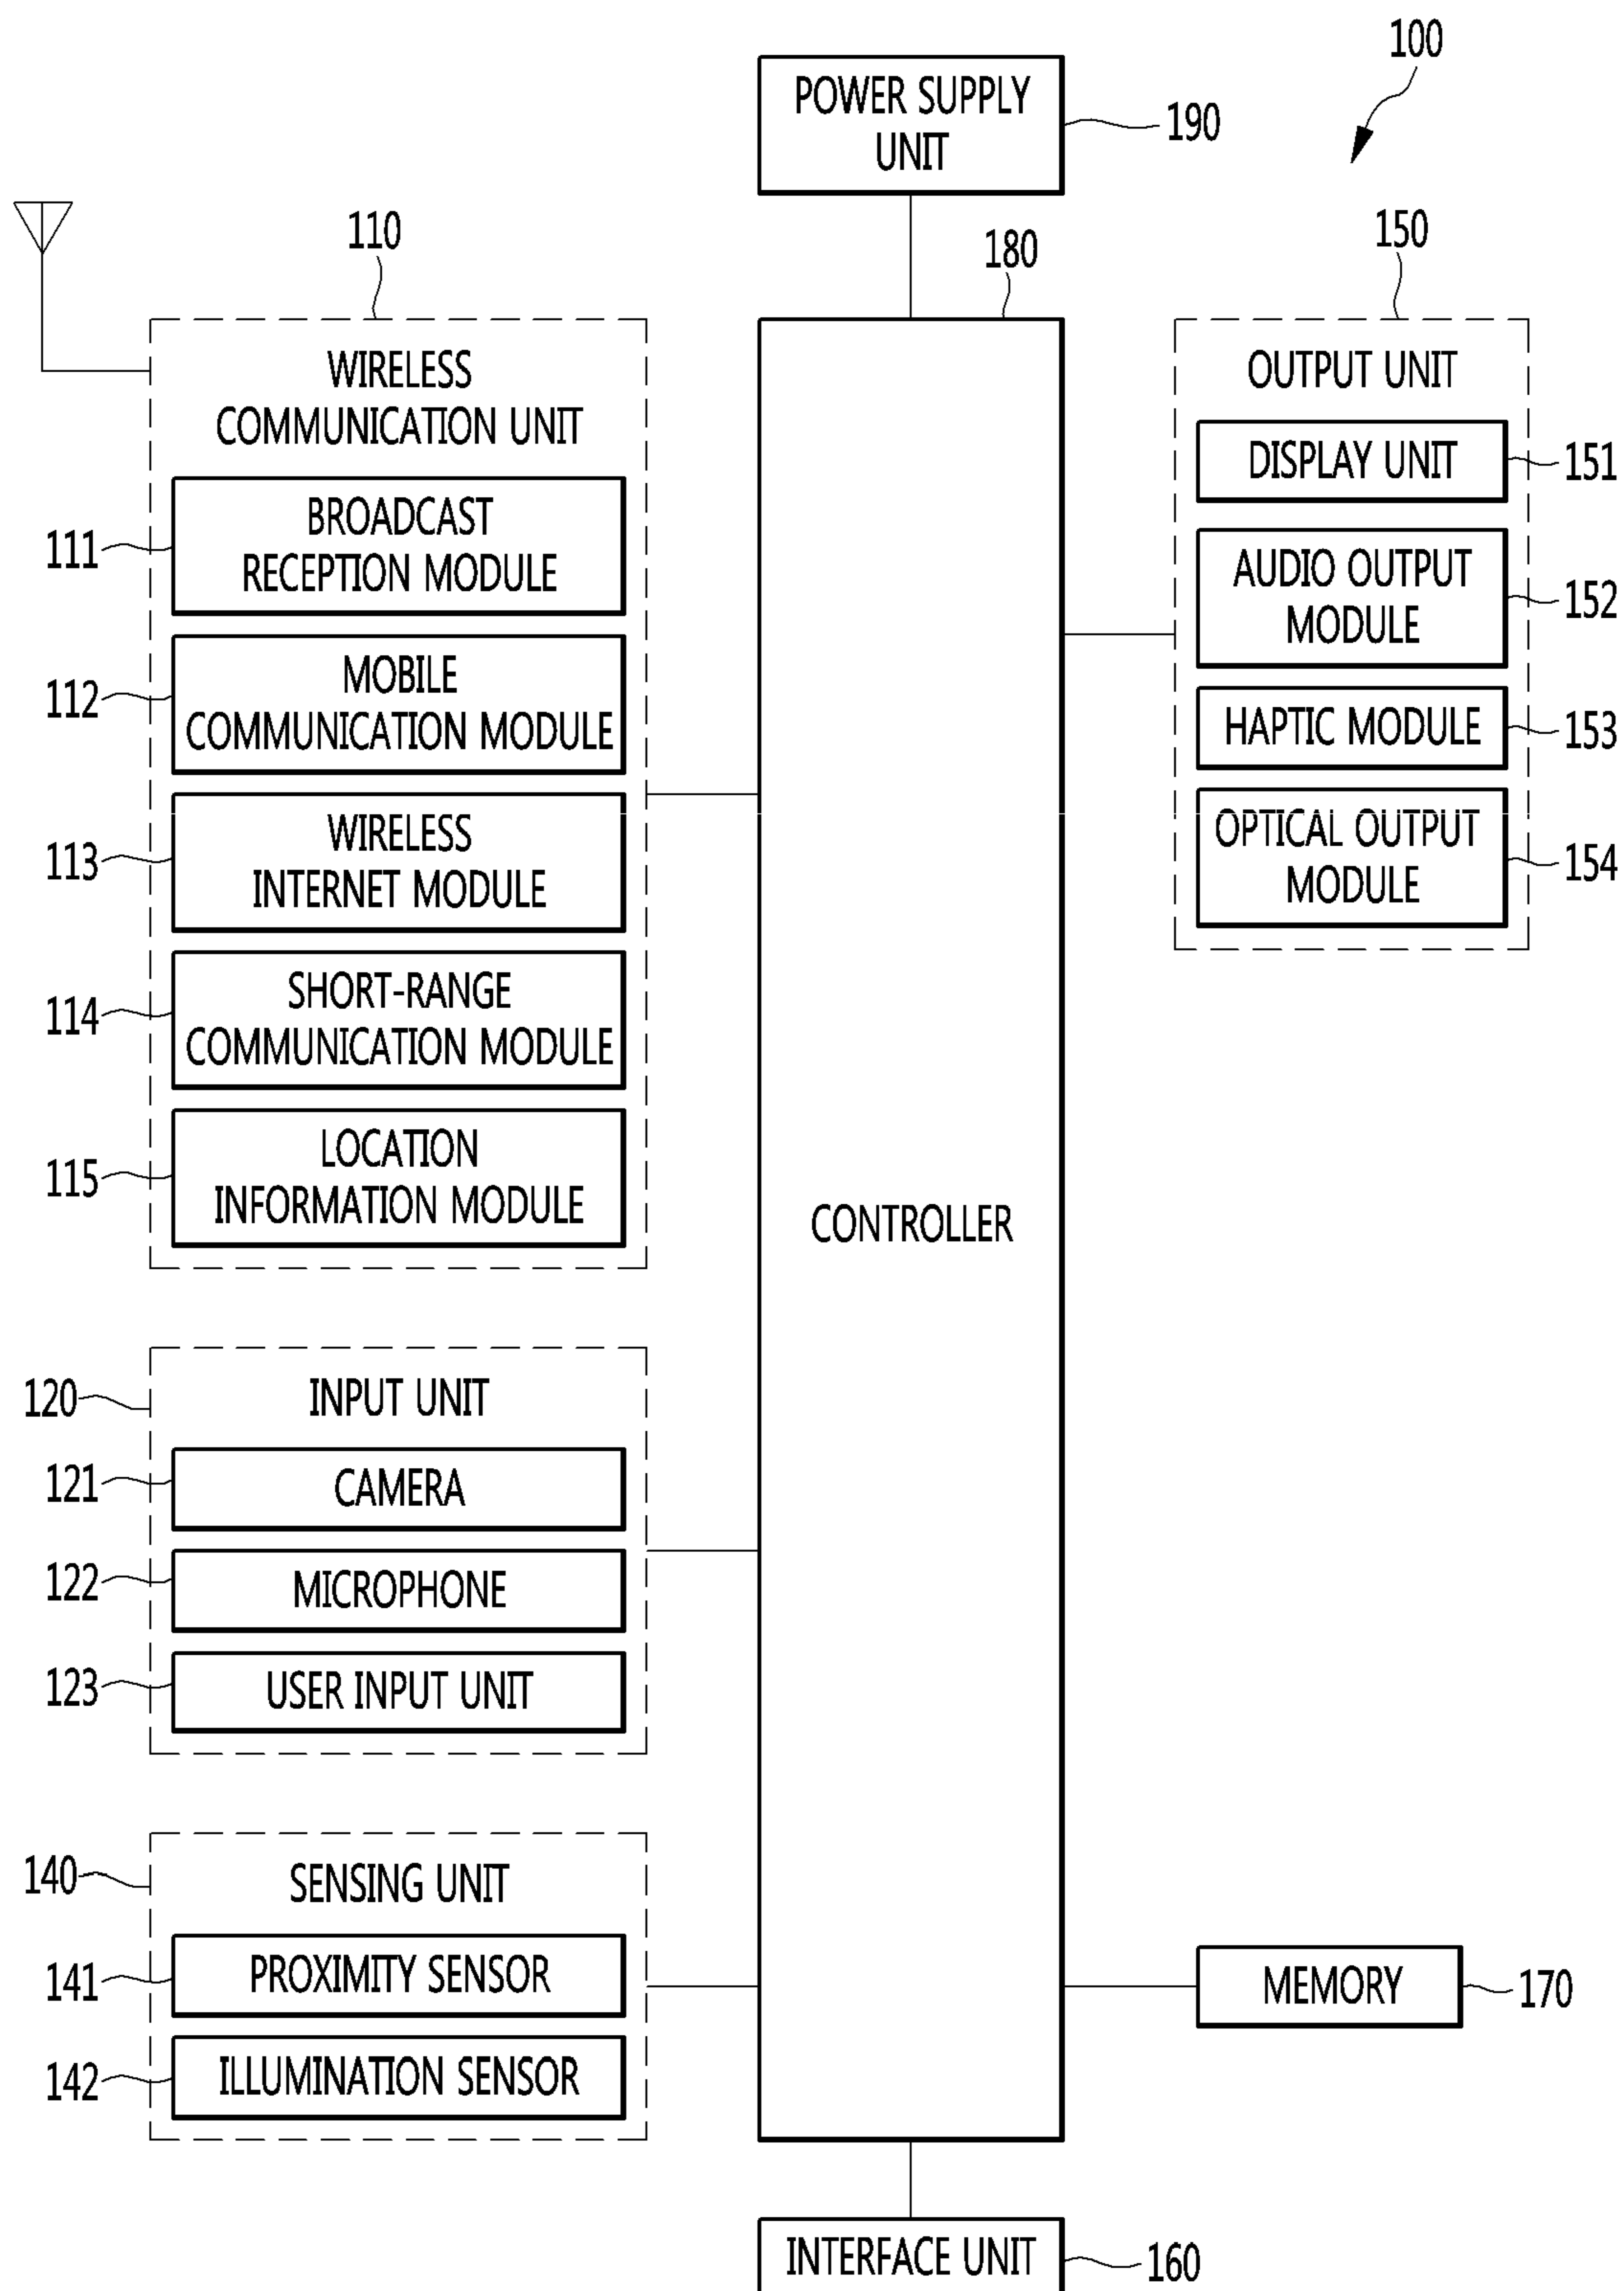 100
POWER SUPPLY
UNIT
190
110
180
150
WIRELESS
COMMUNICATION UNIT
BROADCAST
RECEPTION MODULE
111
MOBILE
COMMUNICATION MODULE
112
WIRELESS
INTERNET MODULE
113
SHORT-RANGE
COMMUNICATION MODULE
114
LOCATION
INFORMATION MODULE
115
120
INPUT UNIT
121
CAMERA
122
MICROPHONE
123
USER INPUT UNIT
140
SENSING UNIT
141
PROXIMITY SENSOR
142
ILLUMINATION SENSOR
CONTROLLER
OUTPUT UNIT
DISPLAY UNIT
151
AUDIO OUTPUT
MODULE
152
HAPTIC MODULE
153
OPTICAL OUTPUT
MODULE
154
MEMORY
170
INTERFACE UNIT
160